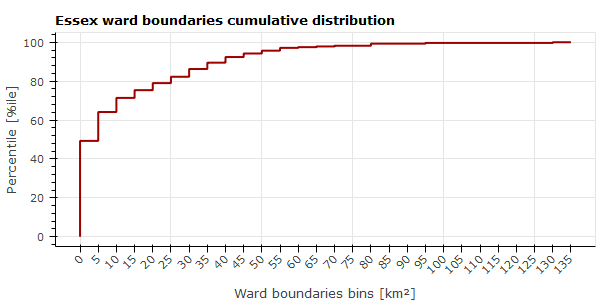 Essex ward boundaries cumulative distribution
Percentile [%ile]
100
80
60
40
20
0
0 5 10 15 20 25 30 35 40 45 50 55 60 65 70 75 80 85 90 95 100 105 110 115 120 125 130 135
Ward boundaries bins [km²]